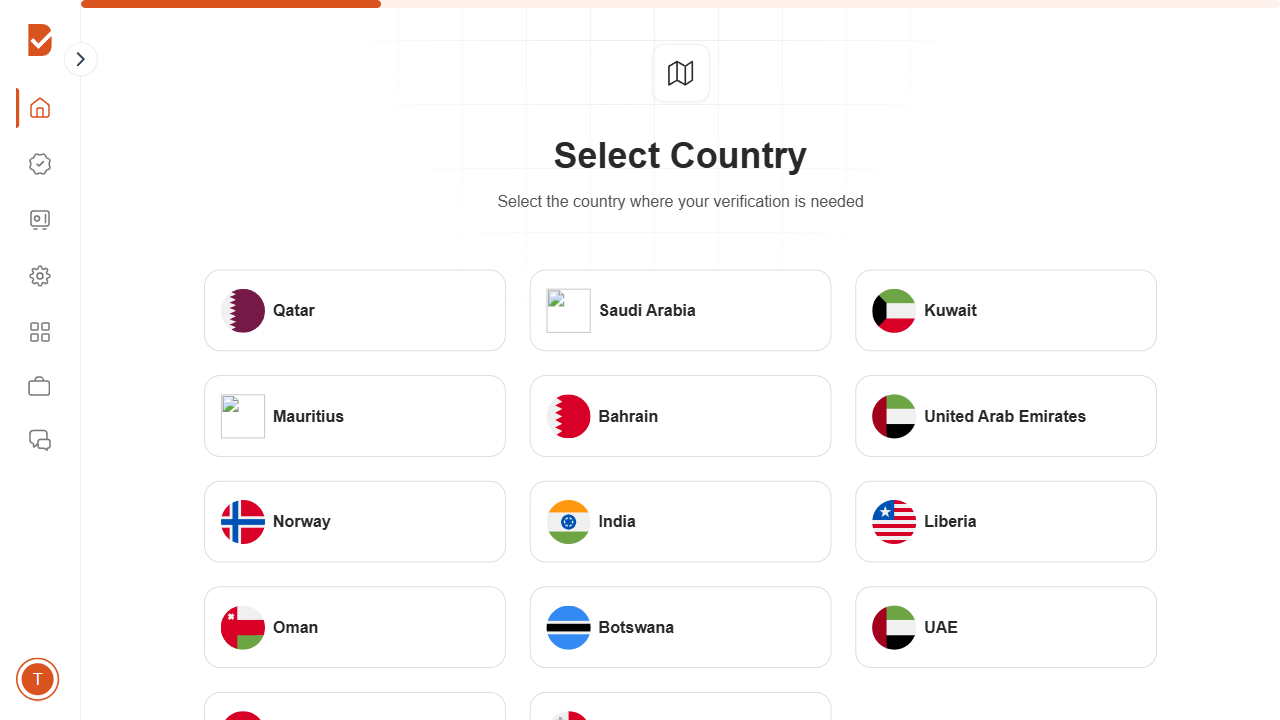 Select Country
Select the country where your verification is needed
Qatar
Saudi Arabia
Kuwait
Mauritius
Bahrain
United Arab Emirates
Norway
India
Liberia
Oman
Botswana
UAE
T